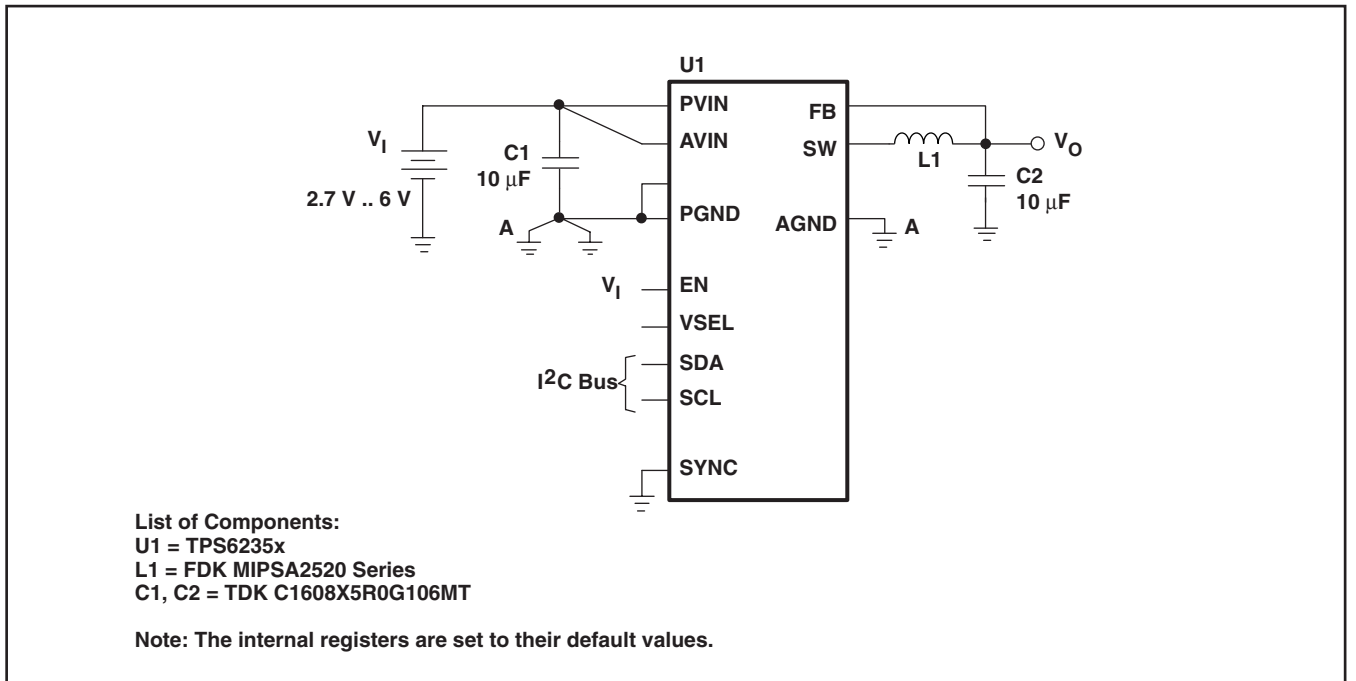 U1
PVIN
FB
V_I
AVIN
SW
V_O
C1
10 μF
L1
C2
10 μF
2.7 V .. 6 V
A
PGND
AGND
A
V_I
EN
VSEL
SDA
I²C Bus
SCL
SYNC
List of Components:
U1 = TPS6235x
L1 = FDK MIPSA2520 Series
C1, C2 = TDK C1608X5R0G106MT
Note: The internal registers are set to their default values.